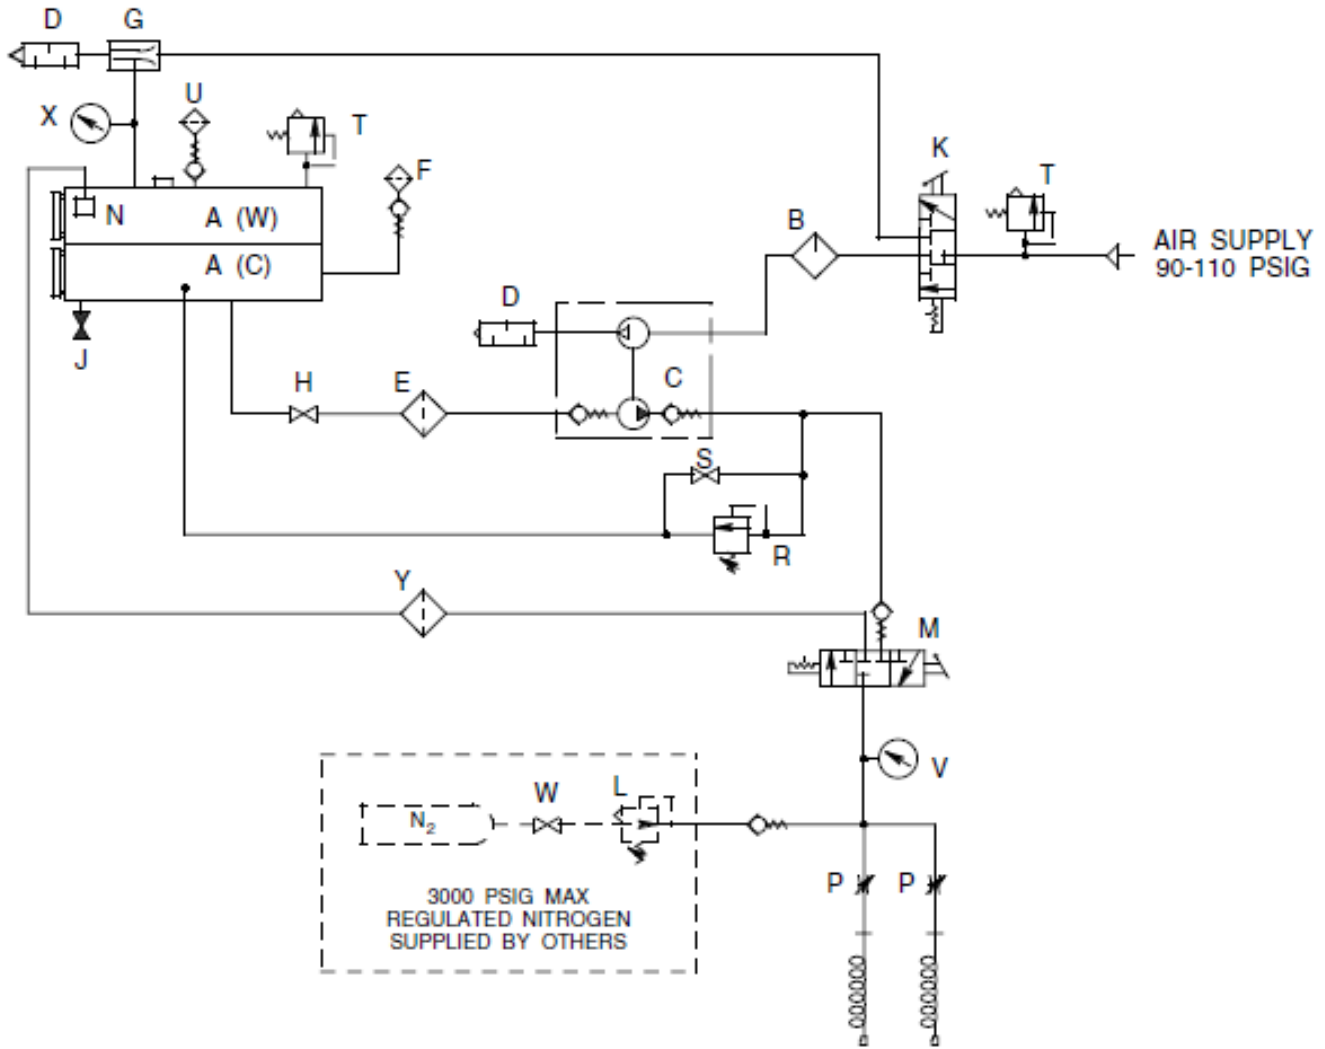 D G
X
U
T
F
K
T
N A (W)
A (C)
B
AIR SUPPLY
90-110 PSIG
D
J
H E C
S
R
Y
M
V
W L
N2
P P
3000 PSIG MAX
REGULATED NITROGEN
SUPPLIED BY OTHERS